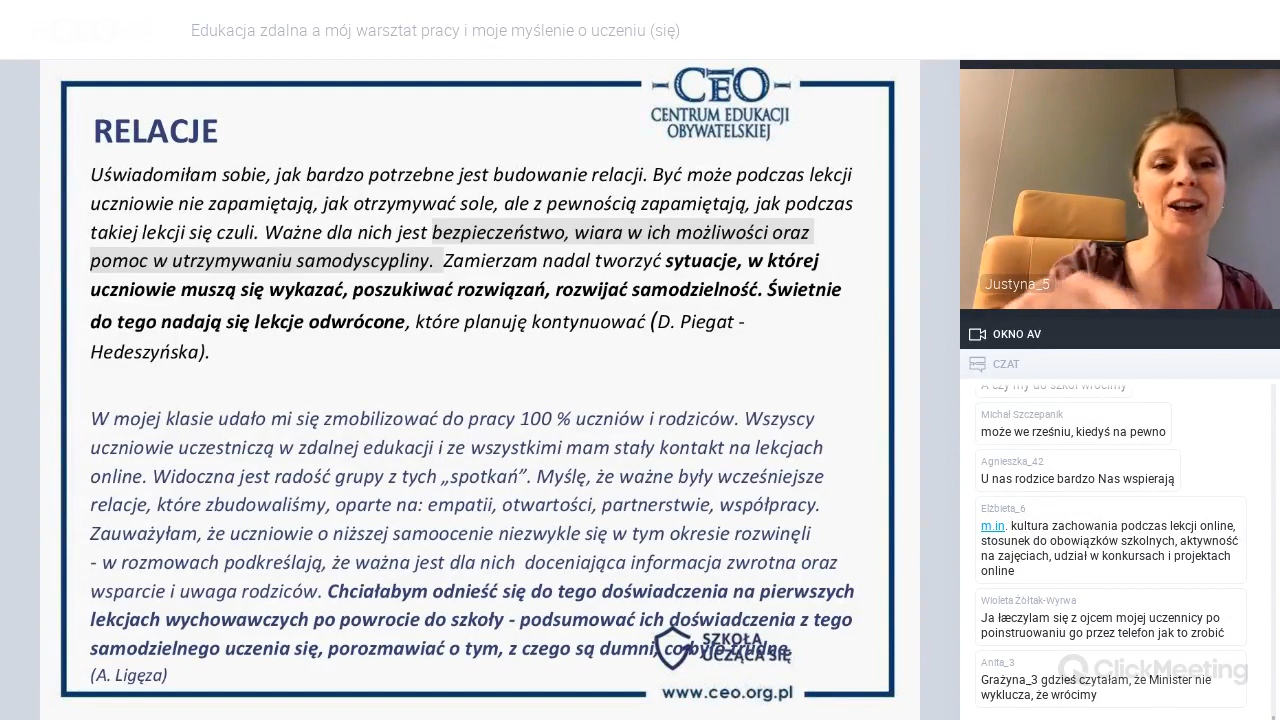 Edukacja zdalna a mój warsztat pracy i moje myślenie o uczeniu (się)
CEO
CENTRUM EDUKACJI
OBYWATELSKIEJ
RELACJE
Uświadomiłam sobie, jak bardzo potrzebne jest budowanie relacji. Być może podczas lekcji
uczniowie nie zapamiętają, jak otrzymywać sole, ale z pewnością zapamiętają, jak podczas
takiej lekcji się czuli. Ważne dla nich jest bezpieczeństwo, wiara w ich możliwości oraz
pomoc w utrzymywaniu samodyscypliny. Zamierzam nadal tworzyć sytuacje, w której
uczniowie muszą się wykazać, poszukiwać rozwiązań, rozwijać samodzielność. Świetnie
do tego nadają się lekcje odwrócone, które planuję kontynuować (D. Piegat -
Hedeszyńska).
W mojej klasie udało mi się zmobilizować do pracy 100 % uczniów i rodziców. Wszyscy
uczniowie uczestniczą w zdalnej edukacji i ze wszystkimi mam stały kontakt na lekcjach
online. Widoczna jest radość grupy z tych „spotkań”. Myślę, że ważne były wcześniejsze
relacje, które zbudowaliśmy, oparte na: empatii, otwartości, partnerstwie, współpracy.
Zauważyłam, że uczniowie o niższej samoocenie niezwykle się w tym okresie rozwinęli
- w rozmowach podkreślają, że ważna jest dla nich doceniająca informacja zwrotna oraz
wsparcie i uwaga rodziców. Chciałabym odnieść się do tego doświadczenia na pierwszych
lekcjach wychowawczych po powrocie do szkoły - podsumować ich doświadczenia z tego
samodzielnego uczenia się, porozmawiać o tym, z czego są dumni, co było trudne.
(A. Ligęza)
SZKOŁA
UCZĄCA SIĘ
www.ceo.org.pl
Justyna_5
OKNO AV
CZAT
A czy my do szkół wrócimy
Michał Szczepanik
może we rześniu, kiedyś na pewno
Agnieszka_42
U nas rodzice bardzo Nas wspierają
Elżbieta_6
m.in. kultura zachowania podczas lekcji online,
stosunek do obowiązków szkolnych, aktywność
na zajęciach, udział w konkursach i projektach
online
Wioleta Żółtak-Wyrwa
Ja łæczylam się z ojcem mojej uczennicy po
poinstruowaniu go przez telefon jak to zrobić
Anita_3
Grażyna_3 gdzieś czytałam, że Minister nie
wyklucza, że wrócimy
ClickMeeting